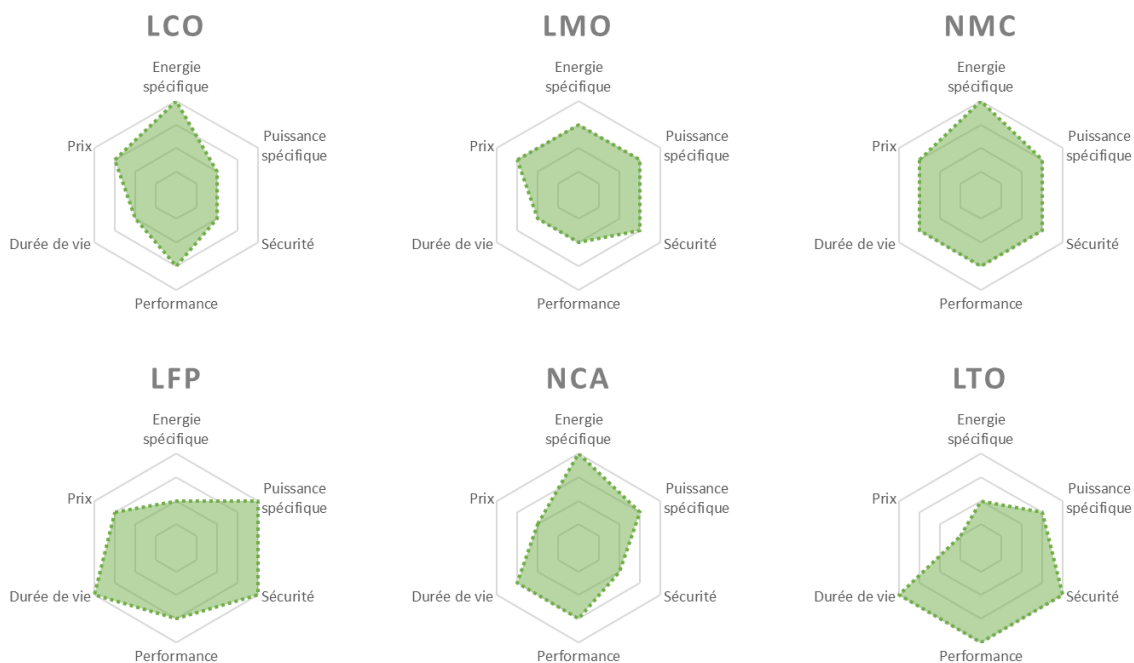 LCO
Energie
spécifique
Puissance
spécifique
Prix
Durée de vie
Sécurité
Performance
LMO
Energie
spécifique
Puissance
spécifique
Prix
Durée de vie
Sécurité
Performance
NMC
Energie
spécifique
Puissance
spécifique
Prix
Durée de vie
Sécurité
Performance
LFP
Energie
spécifique
Puissance
spécifique
Prix
Durée de vie
Sécurité
Performance
NCA
Energie
spécifique
Puissance
spécifique
Prix
Durée de vie
Sécurité
Performance
LTO
Energie
spécifique
Puissance
spécifique
Prix
Durée de vie
Sécurité
Performance